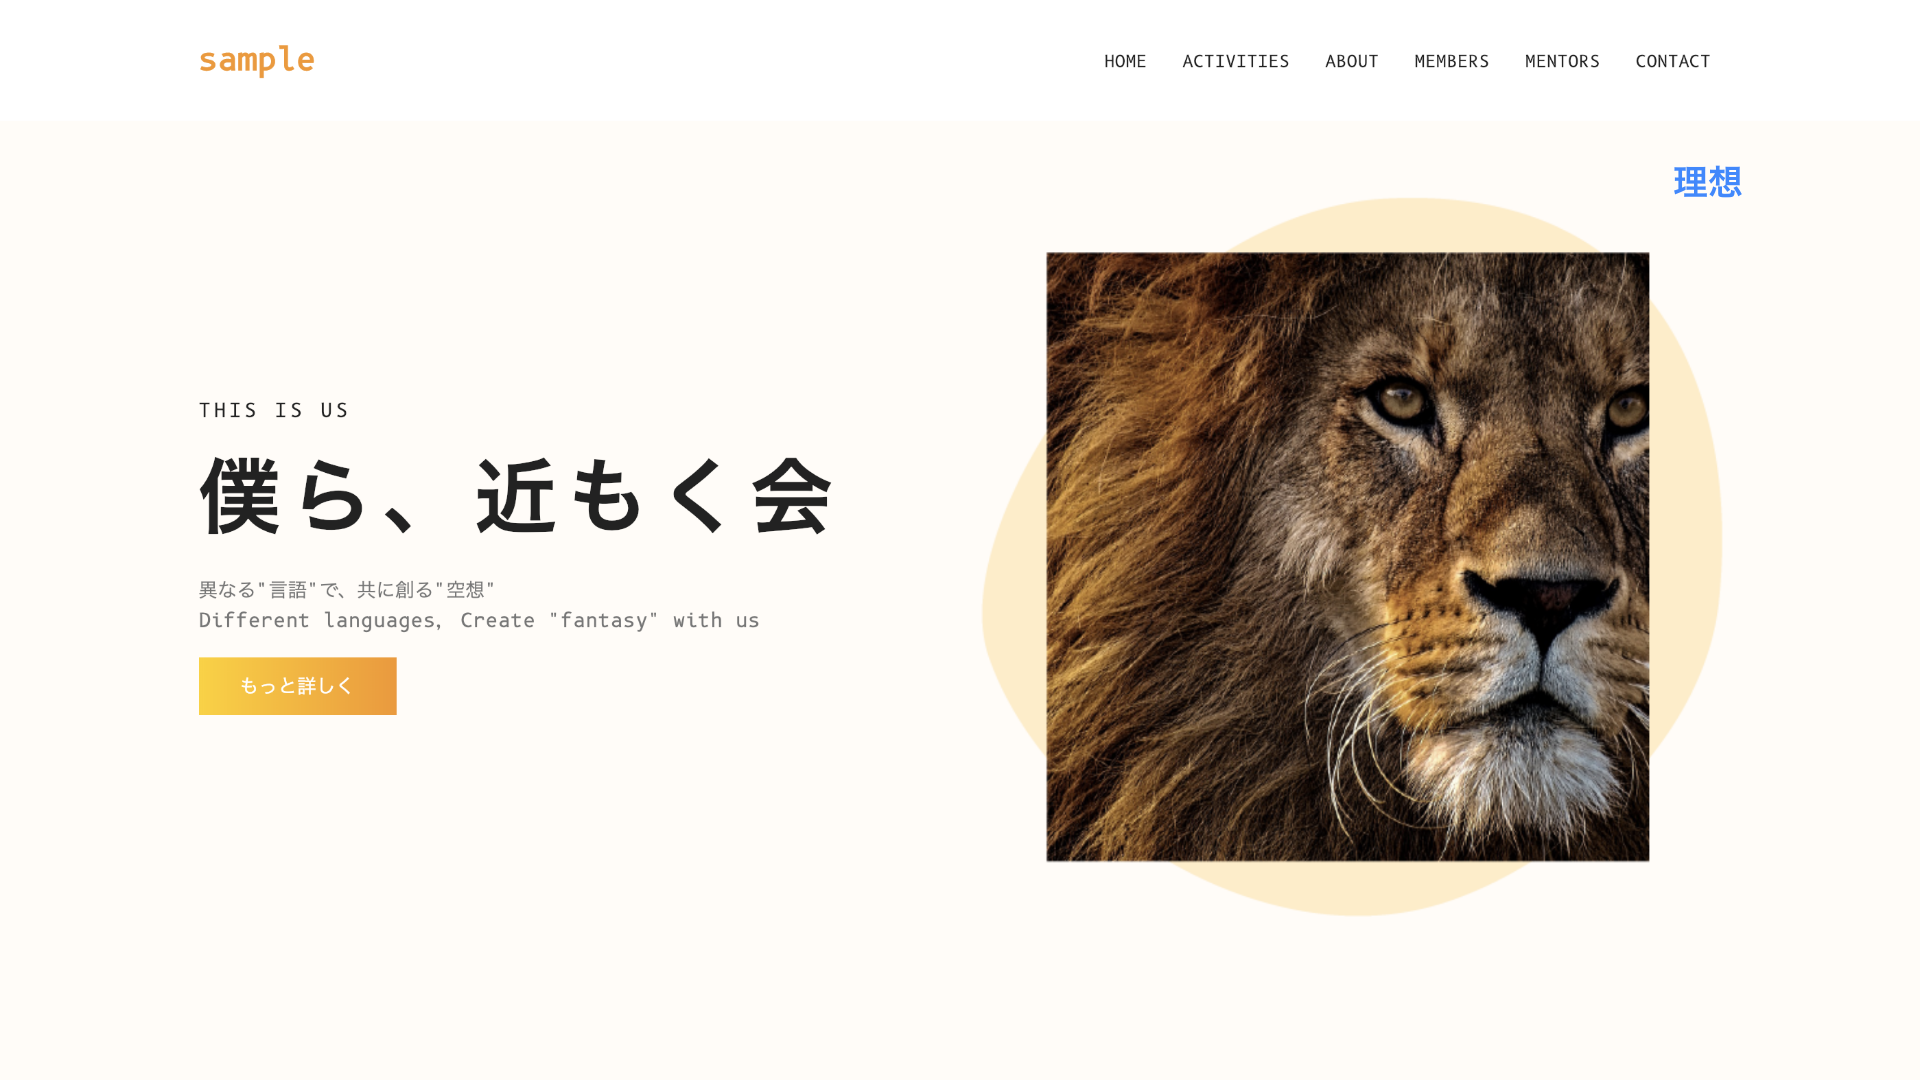 sample
HOME ACTIVITIES ABOUT MEMBERS MENTORS CONTACT
理想
THIS IS US
僕ら、近もく会
異なる"言語"で、共に創る"空想"
Different languages, Create "fantasy" with us
もっと詳しく